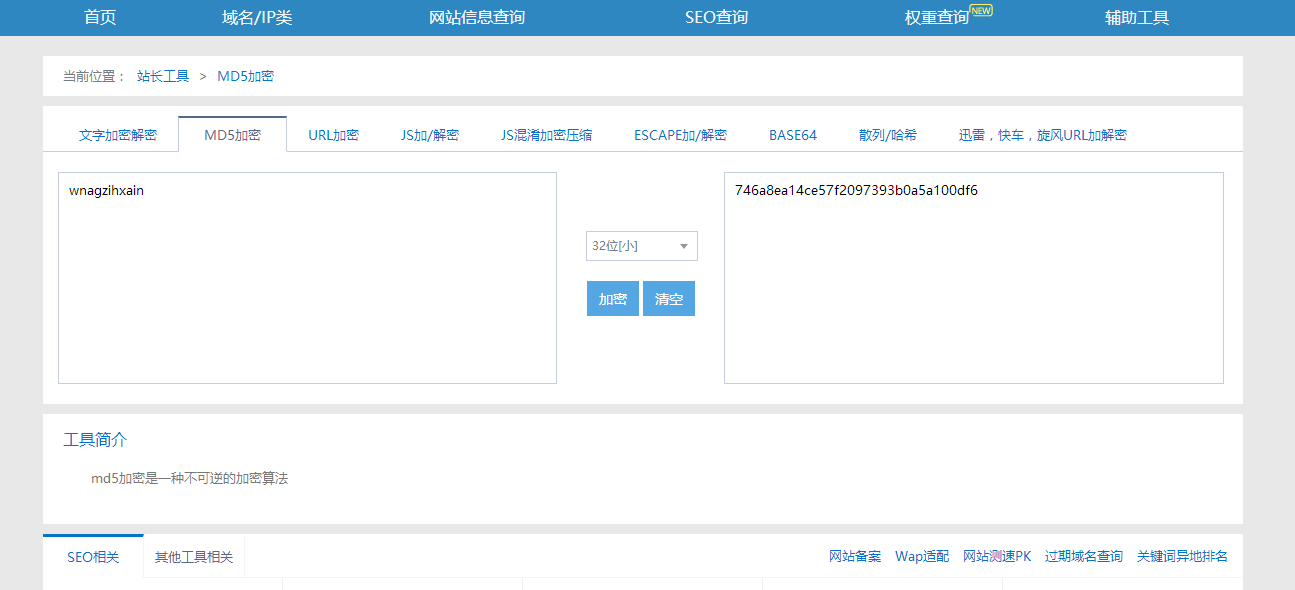 首页 域名/IP类 网站信息查询 SEO查询 权重查询 NEW 辅助工具
当前位置： 站长工具 > MD5加密
文字加密解密 MD5加密 URL加密 JS加/解密 JS混淆加密压缩 ESCAPE加/解密 BASE64 散列/哈希 迅雷，快车，旋风URL加解密
wnagzihxain
746a8ea14ce57f2097393b0a5a100df6
32位[小]
加密 清空
工具简介
md5加密是一种不可逆的加密算法
SEO相关 其他工具相关 网站备案 Wap适配 网站测速PK 过期域名查询 关键词异地排名